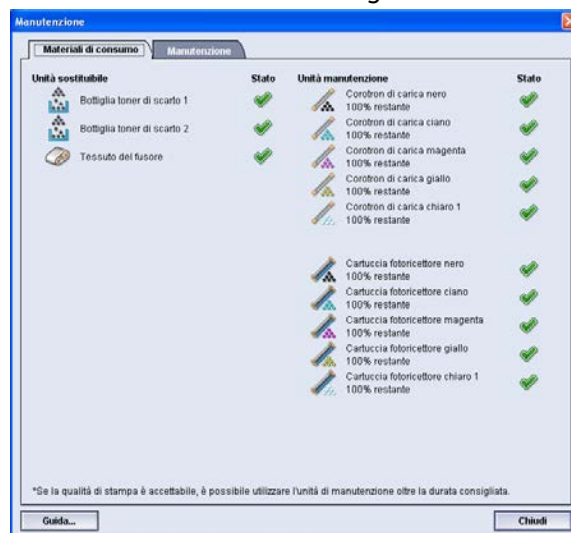 Manutenzione
Materiali di consumo
Manutenzione
Unità sostituibile
Stato
Bottiglia toner di scarto 1
Bottiglia toner di scarto 2
Tessuto del fusore
Unità manutenzione
Stato
Corotron di carica nero
100% restante
Corotron di carica ciano
100% restante
Corotron di carica magenta
100% restante
Corotron di carica giallo
100% restante
Corotron di carica chiaro 1
100% restante
Cartuccia fotoricettore nero
100% restante
Cartuccia fotoricettore ciano
100% restante
Cartuccia fotoricettore magenta
100% restante
Cartuccia fotoricettore giallo
100% restante
Cartuccia fotoricettore chiaro 1
100% restante
*Se la qualità di stampa è accettabile, è possibile utilizzare l'unità di manutenzione oltre la durata consigliata.
Guida...
Chiudi